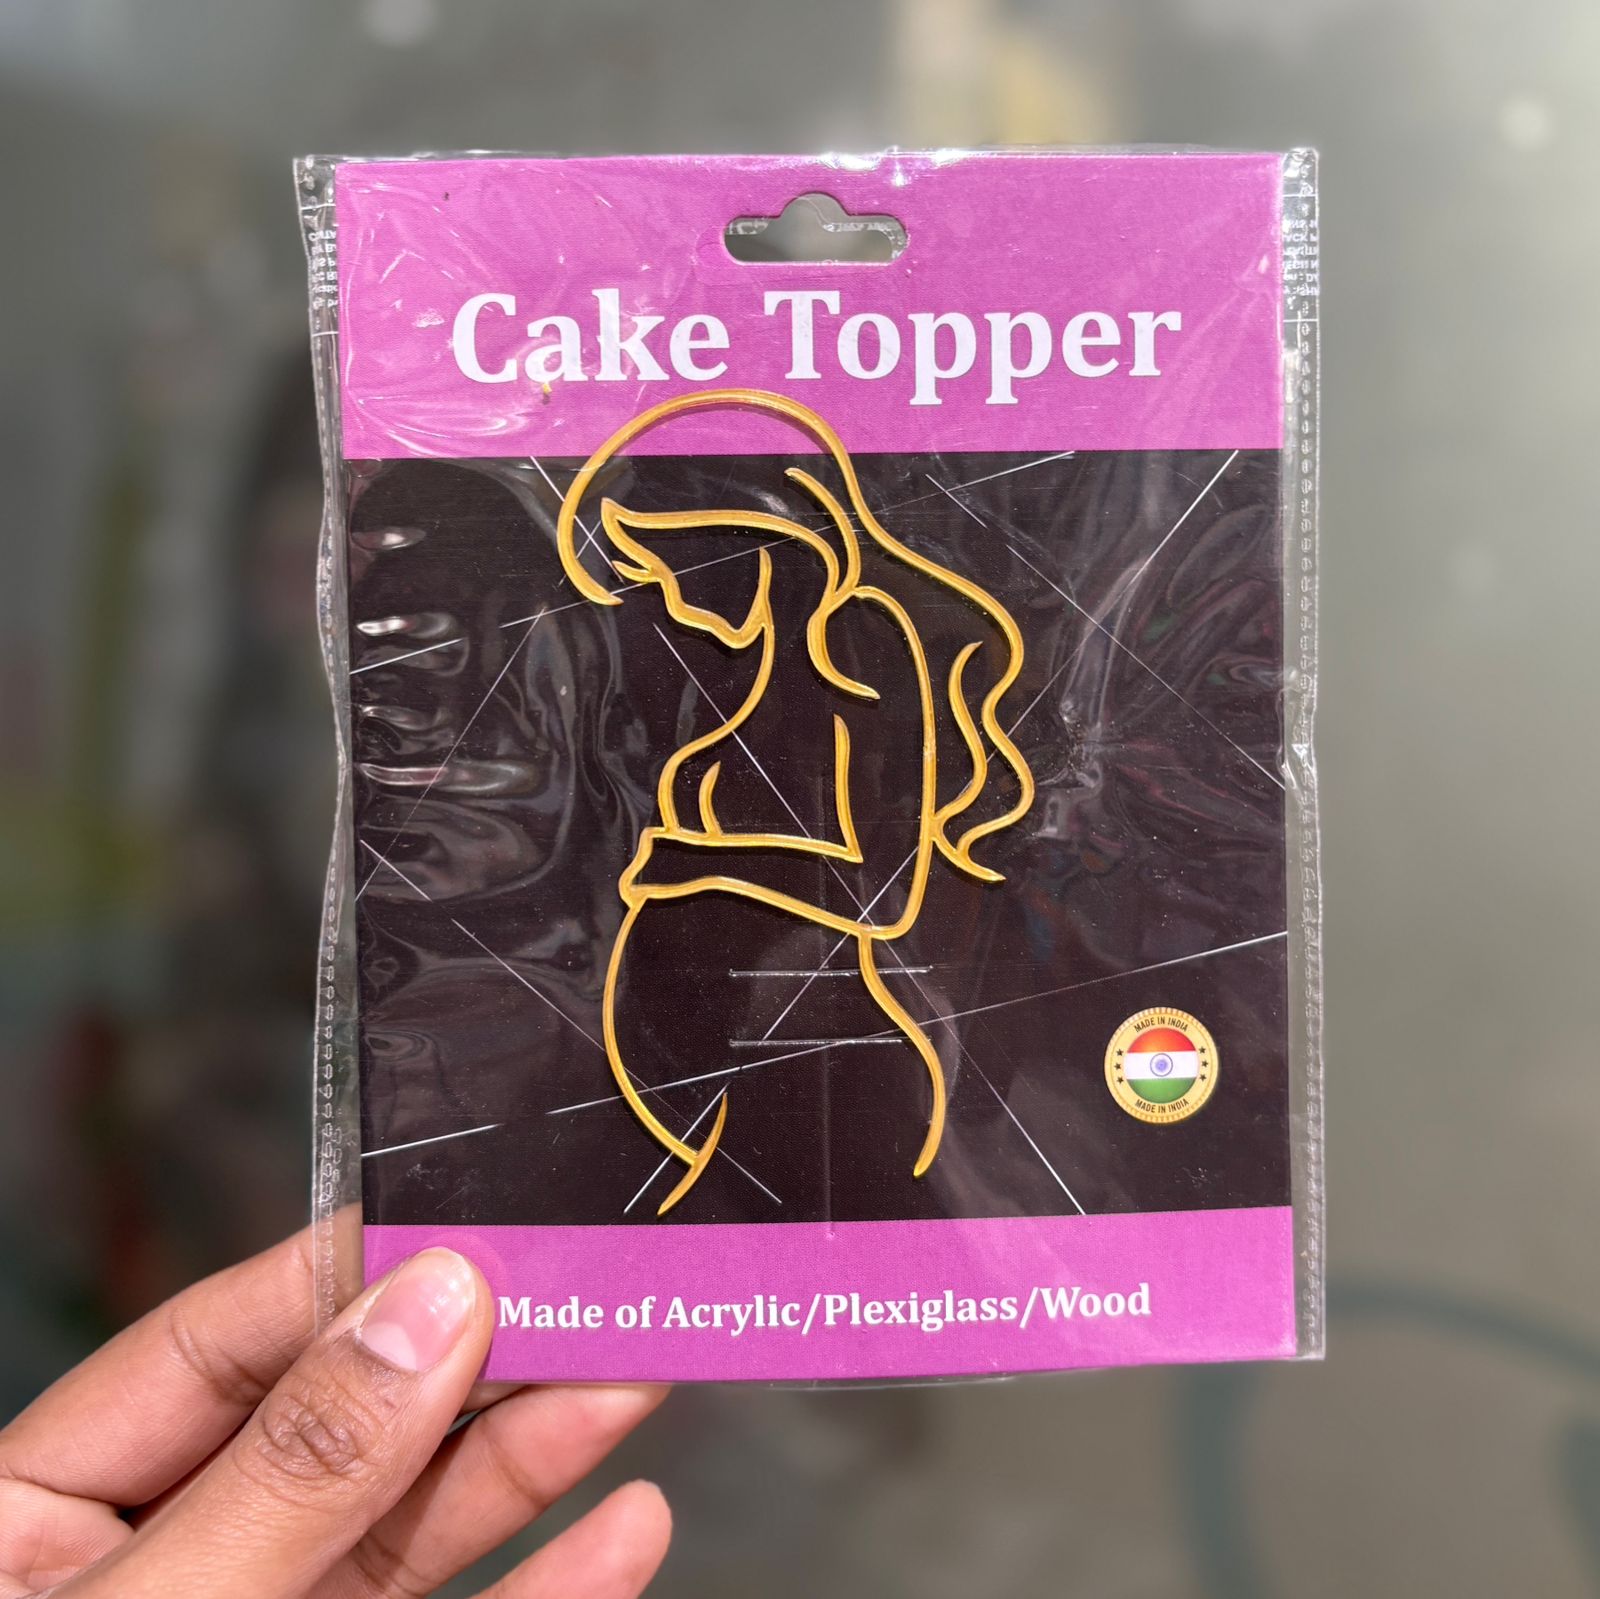 Cake Topper
MADE IN INDIA
MADE IN INDIA
Made of Acrylic/Plexiglass/Wood